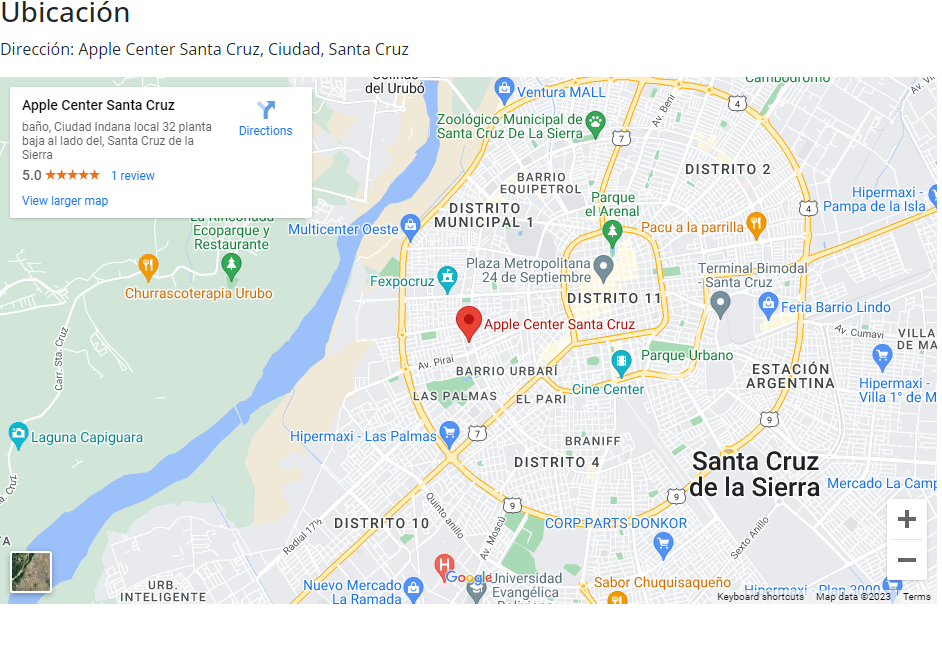 Ubicación
Dirección: Apple Center Santa Cruz, Ciudad, Santa Cruz
Apple Center Santa Cruz
baño, Ciudad Indana local 32 planta
baja al lado del, Santa Cruz de la
Sierra
5.0
1 review
View larger map
Directions
del Urubó
Ventura MALL
Cambódromo
Av. Beni
4
Zoológico Municipal de
Santa Cruz De La Sierra
7
DISTRITO 2
BARRIO
EQUIPETROL
Parque
el Arenal
Hipermaxi -
Pampa de la Isla
4
DISTRITO
MUNICIPAL 1
La Rinconada
Ecoparque y
Restaurante
Multicenter Oeste
Pacu a la parrilla
Plaza Metropolitana
24 de Septiembre
Terminal Bimodal
- Santa Cruz
Fexpocruz
Churrascoterapia Urubo
DISTRITO 11
Feria Barrio Lindo
Apple Center Santa Cruz
Av. Cumavi
VILLA
DE MA
Carr. Sta. Cruz
Av. Pirai
BARRIO URBARÍ
Parque Urbano
ESTACIÓN
ARGENTINA
Cine Center
Hipermaxi -
Villa 1° de M
LAS PALMAS
EL PARI
9
Laguna Capiguara
Hipermaxi - Las Palmas
7
BRANIFF
DISTRITO 4
Santa Cruz
de la Sierra
Mercado La Camp
9
Cruz
9
Quinto anillo
DISTRITO 10
Radial 17½
Av. Moscú
CORP PARTS DONKOR
Sexto Anillo
TA
H
Google
Universidad
Evangélica
Boliviana
URB.
INTELIGENTE
Nuevo Mercado
La Ramada
Sabor Chuquisaqueño
Hipermaxi - Plan 3000
Keyboard shortcuts
Map data ©2023
Terms